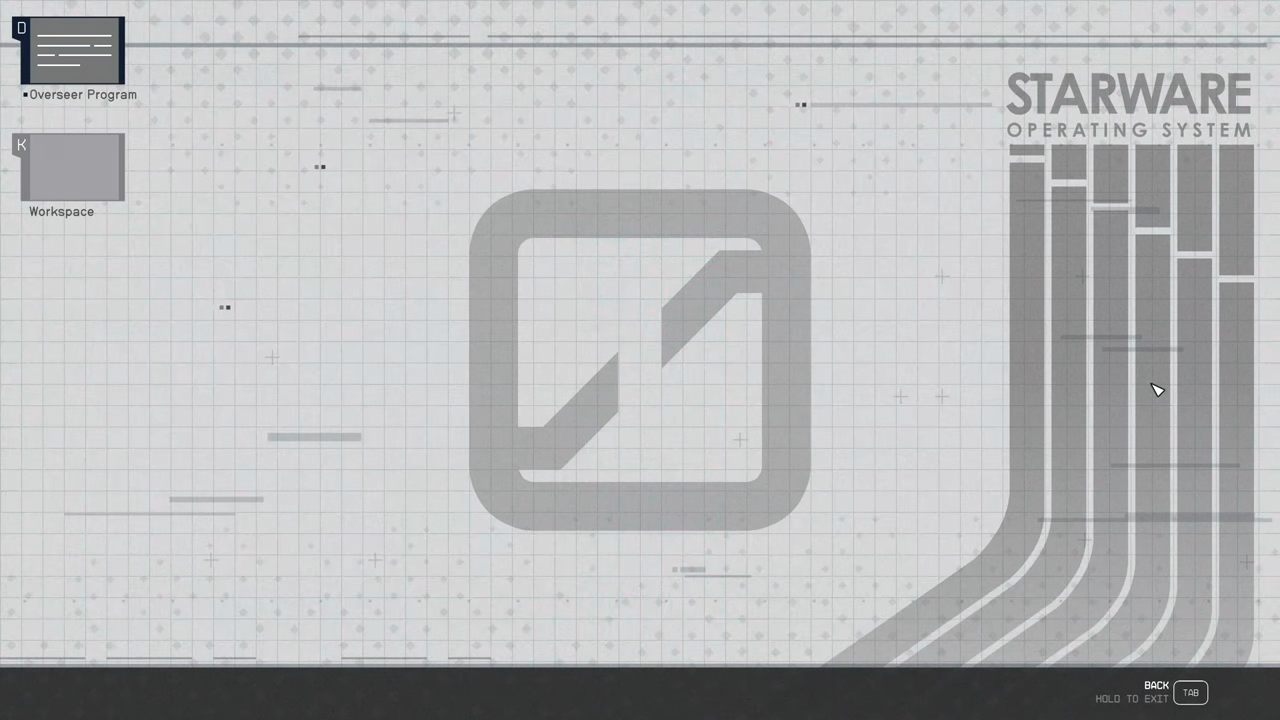 D
Overseer Program
K
Workspace
STARWARE
OPERATING SYSTEM
BACK
HOLD TO EXIT
TAB